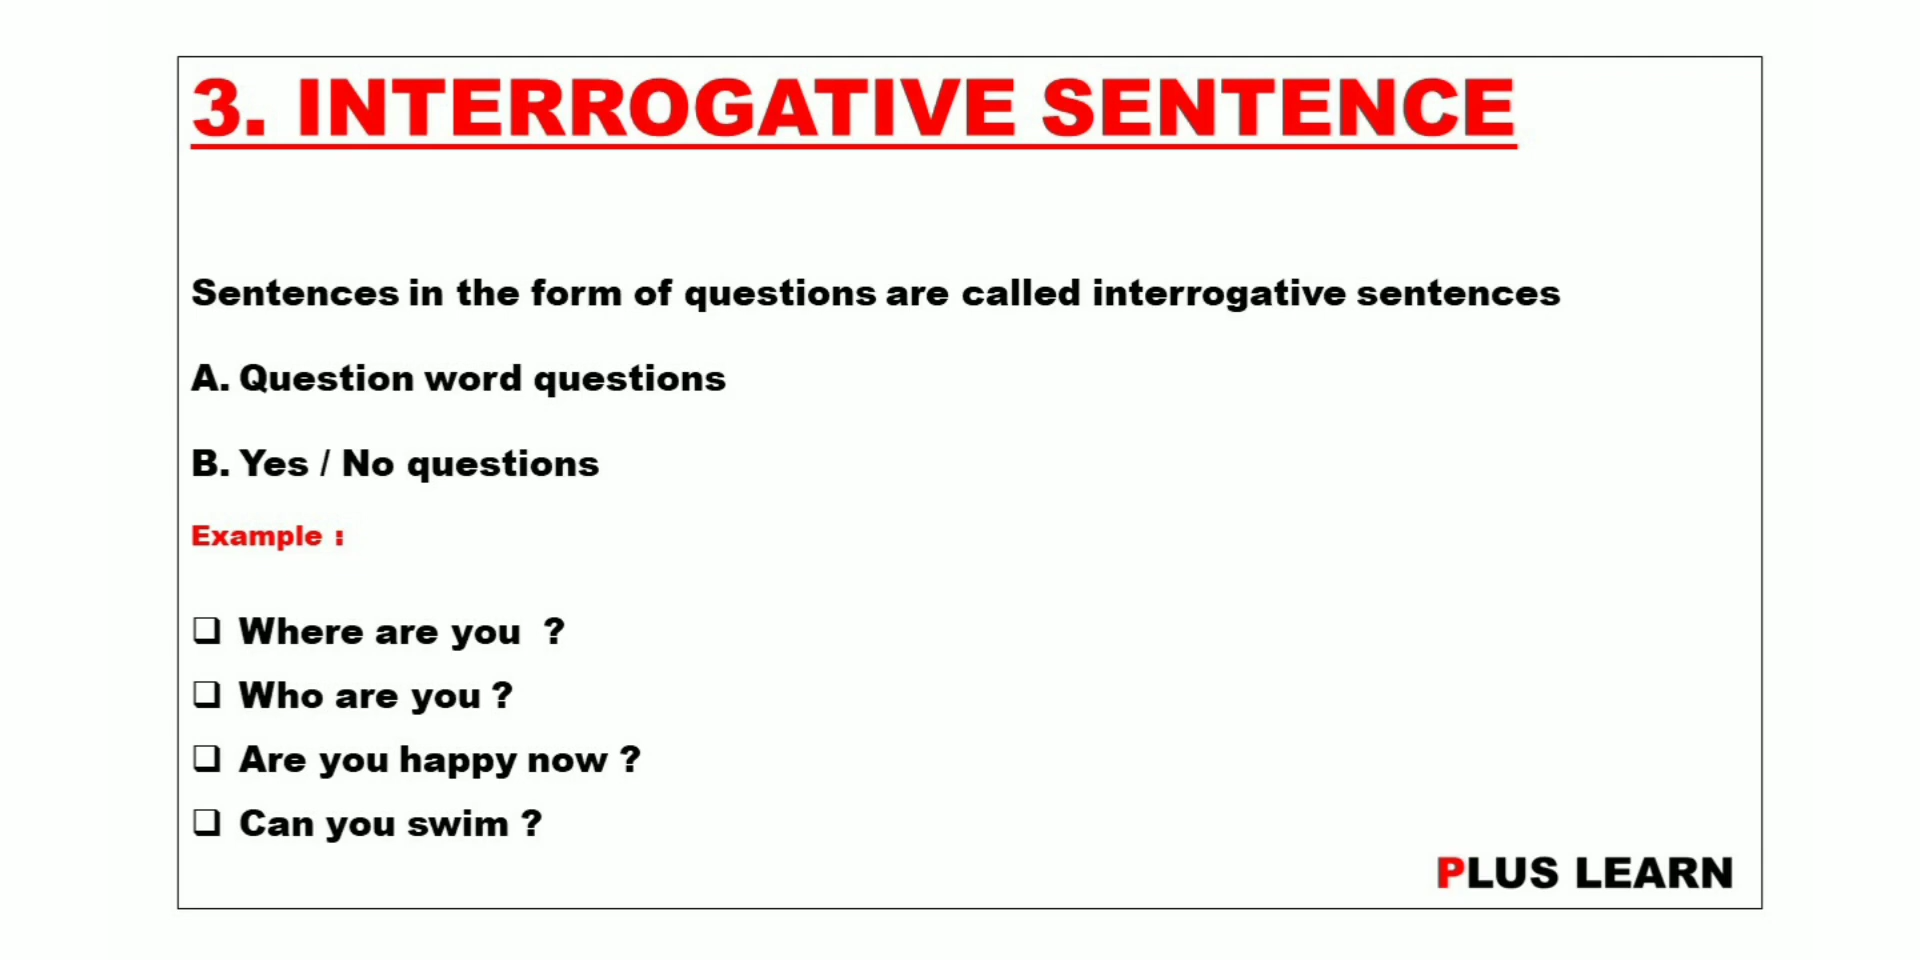 3. INTERROGATIVE SENTENCE
Sentences in the form of questions are called interrogative sentences
A. Question word questions
B. Yes / No questions
Example :
❑ Where are you  ?
❑ Who are you ?
❑ Are you happy now ?
❑ Can you swim ?
PLUS LEARN